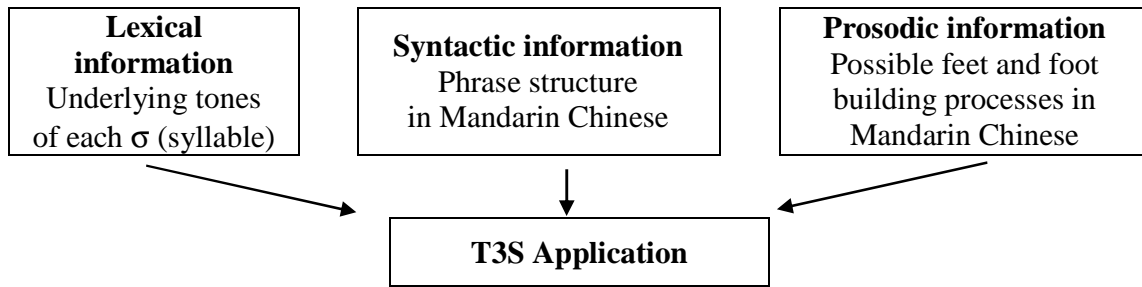 Lexical
information
Underlying tones
of each σ (syllable)
Syntactic information
Phrase structure
in Mandarin Chinese
Prosodic information
Possible feet and foot
building processes in
Mandarin Chinese
T3S Application